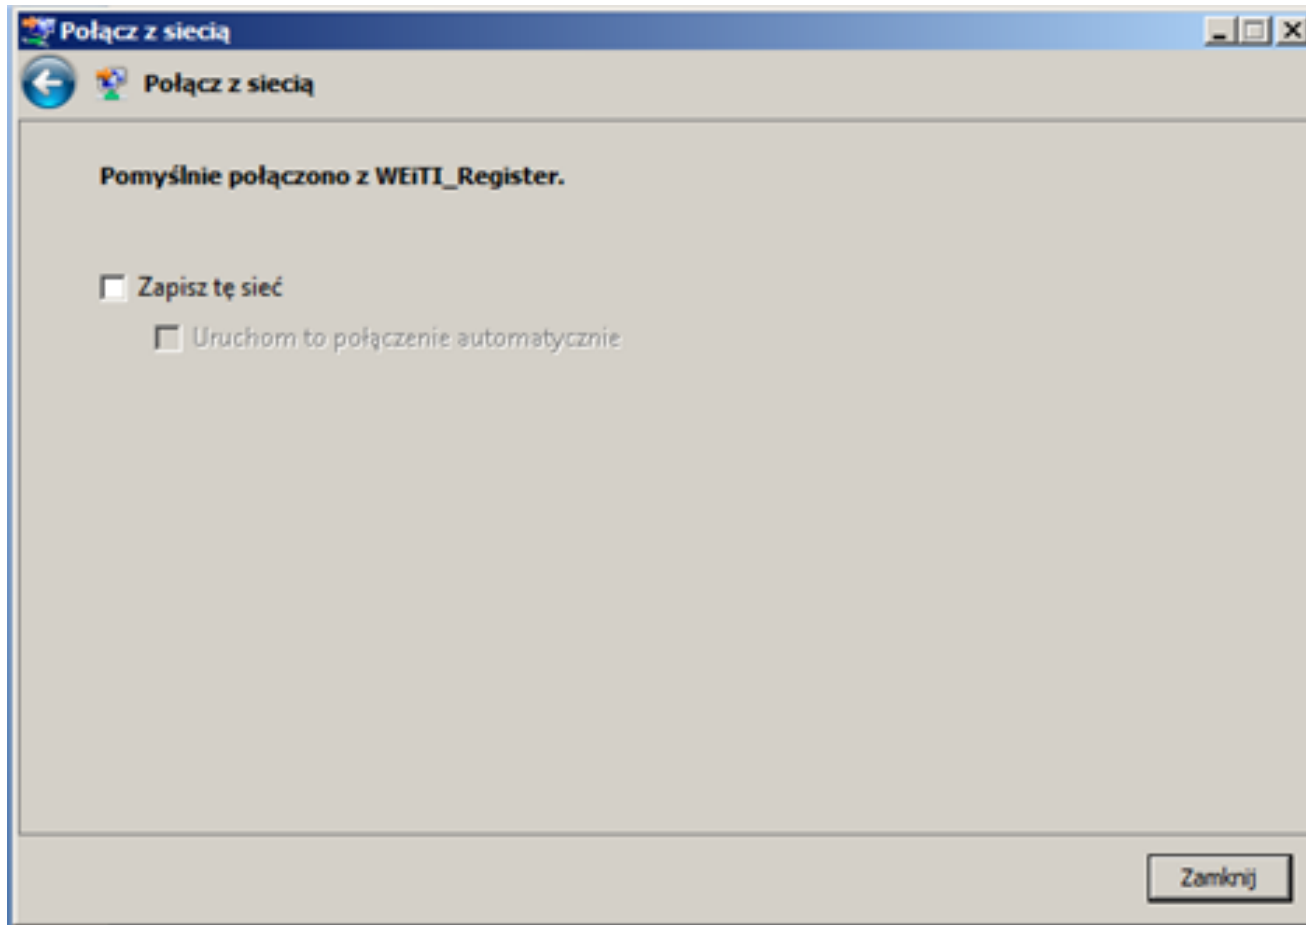 Połącz z siecią
Połącz z siecią
Pomyślnie połączono z WEiTI_Register.
Zapisz tę sieć
Uruchom to połączenie automatycznie
Zamknij